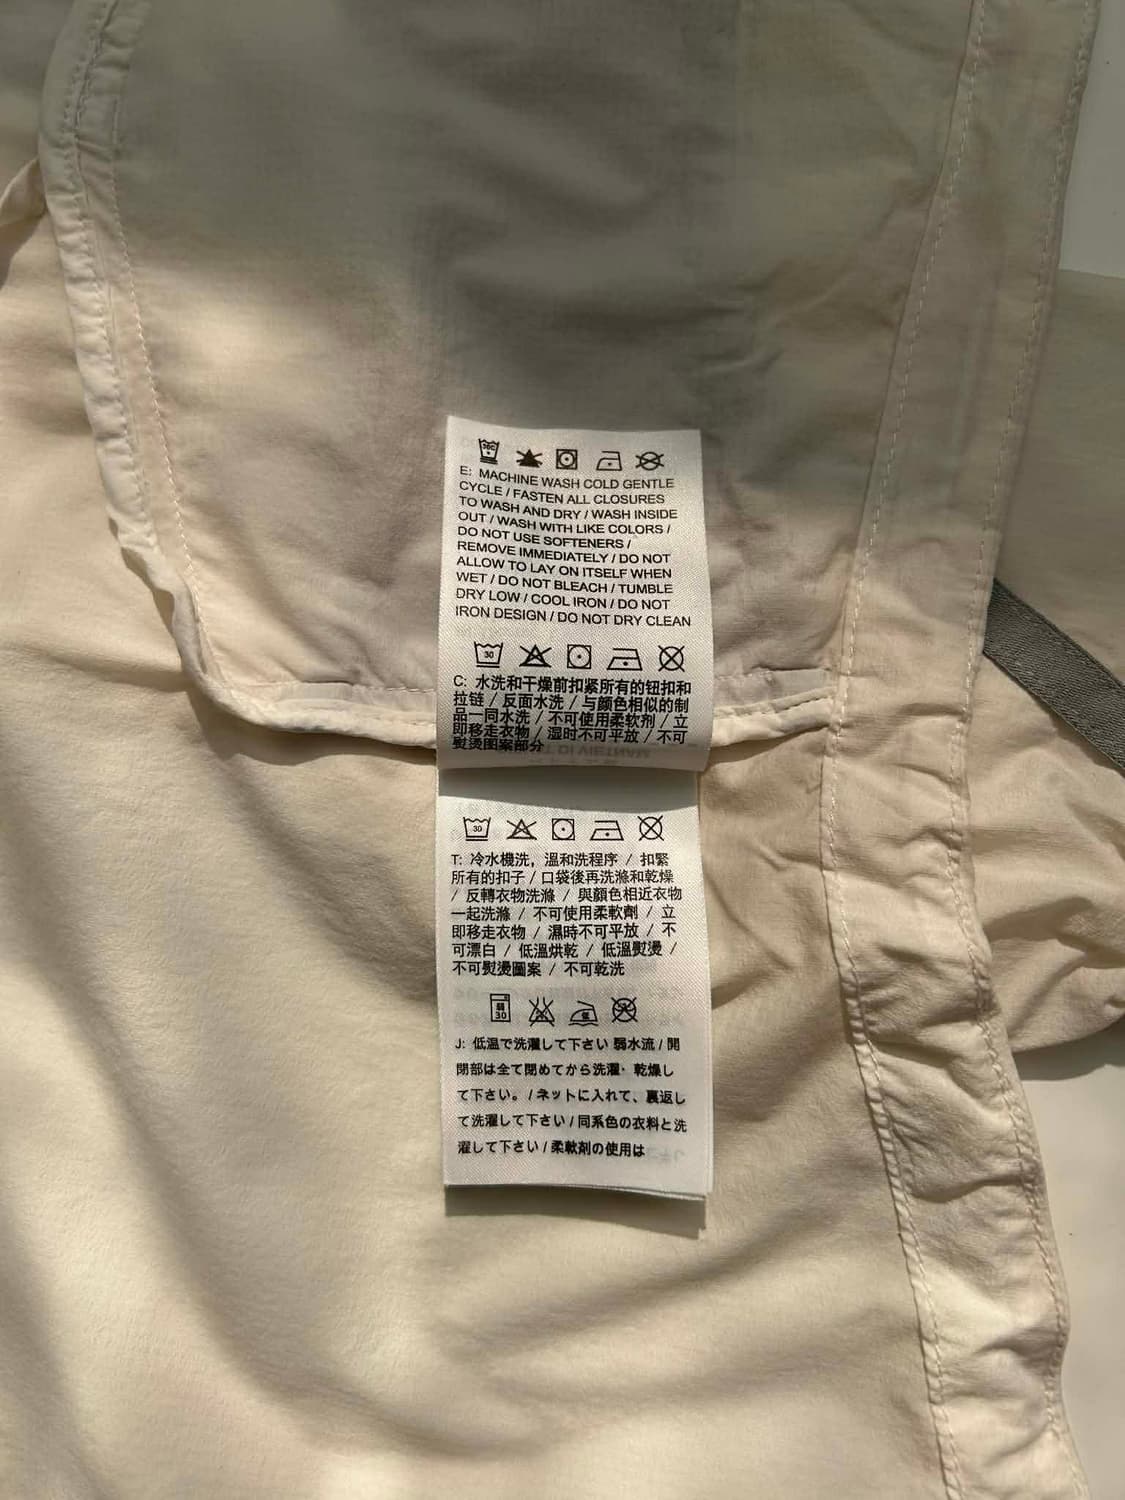 30C
E: MACHINE WASH COLD GENTLE
CYCLE / FASTEN ALL CLOSURES
TO WASH AND DRY / WASH INSIDE
OUT / WASH WITH LIKE COLORS /
DO NOT USE SOFTENERS /
REMOVE IMMEDIATELY / DO NOT
ALLOW TO LAY ON ITSELF WHEN
WET / DO NOT BLEACH / TUMBLE
DRY LOW / COOL IRON / DO NOT
IRON DESIGN / DO NOT DRY CLEAN
30
C: 水洗和干燥前扣紧所有的钮扣和
拉链 / 反面水洗 / 与颜色相似的制
品一同水洗 / 不可使用柔软剂 / 立
即移走衣物 / 湿时不可平放 / 不可
熨烫图案部分
30
T: 冷水機洗，溫和洗程序 / 扣緊
所有的扣子 / 口袋後再洗滌和乾燥
/ 反轉衣物洗滌 / 與顏色相近衣物
一起洗滌 / 不可使用柔軟劑 / 立
即移走衣物 / 濕時不可平放 / 不
可漂白 / 低溫烘乾 / 低溫熨燙 /
不可熨燙圖案 / 不可乾洗
弱
30
低
J: 低温で洗濯して下さい 弱水流 / 開
閉部は全て閉めてから洗濯・乾燥し
て下さい。/ ネットに入れて、裏返し
て洗濯して下さい / 同系色の衣料と洗
濯して下さい / 柔軟剤の使用は